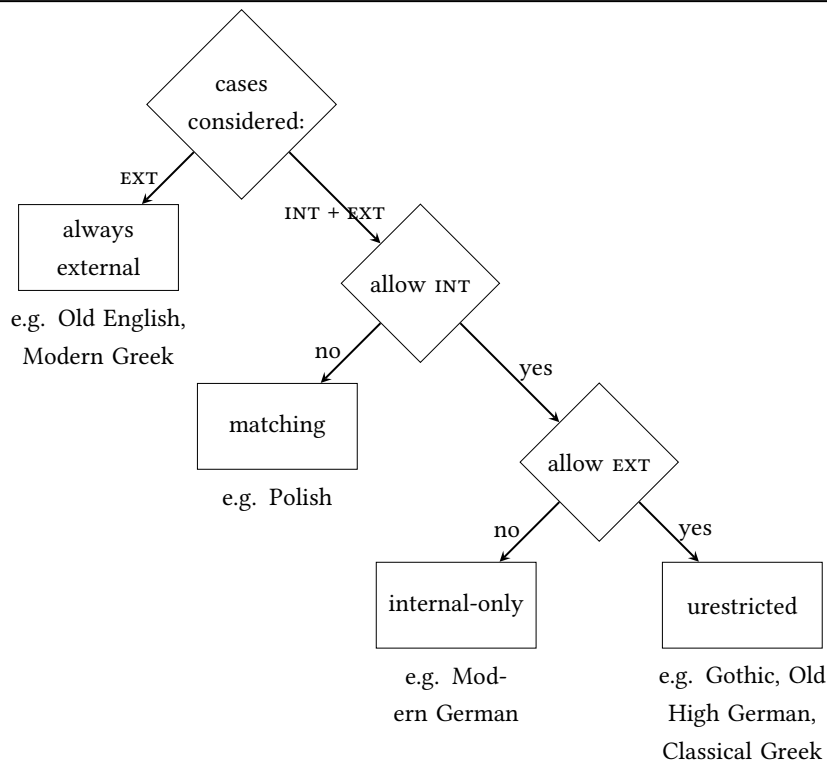 cases
considered:
EXT
INT + EXT
always
external
allow INT
e.g. Old English,
Modern Greek
no
yes
matching
allow EXT
e.g. Polish
no
yes
internal-only
urestricted
e.g. Mod-
ern German
e.g. Gothic, Old
High German,
Classical Greek